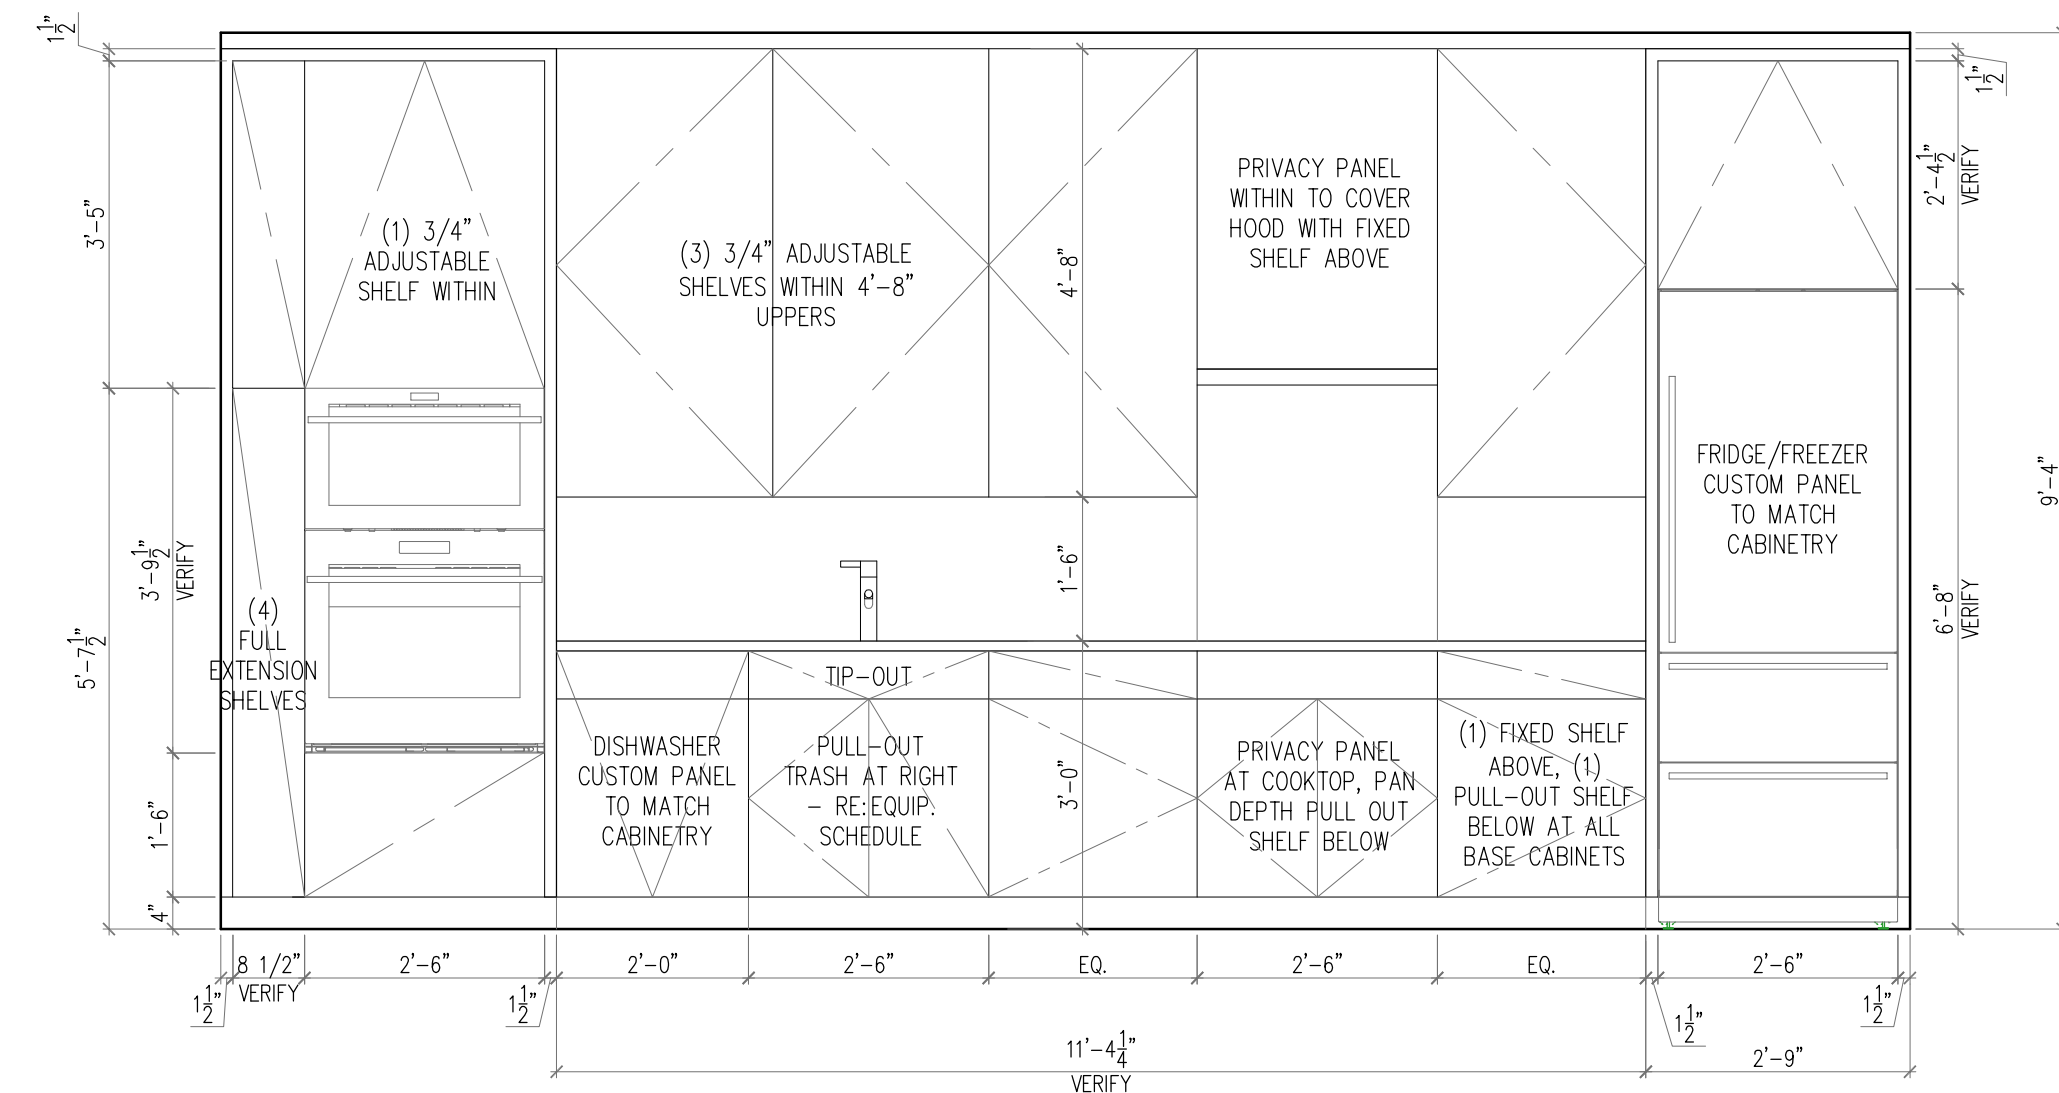 1 1/2"
1 1/2"
3'-5"
2'-4 1/2"
VERIFY
(1) 3/4"
ADJUSTABLE
SHELF WITHIN
(3) 3/4" ADJUSTABLE
SHELVES WITHIN 4'-8"
UPPERS
4'-8"
PRIVACY PANEL
WITHIN TO COVER
HOOD WITH FIXED
SHELF ABOVE
FRIDGE/FREEZER
CUSTOM PANEL
TO MATCH
CABINETRY
9'-4"
3'-9 1/2"
VERIFY
5'-7 1/2"
(4)
FULL
EXTENSION
SHELVES
1'-6"
6'-8"
VERIFY
TIP-OUT
DISHWASHER
CUSTOM PANEL
TO MATCH
CABINETRY
PULL-OUT
TRASH AT RIGHT
- RE:EQUIP.
SCHEDULE
3'-0"
PRIVACY PANEL
AT COOKTOP, PAN
DEPTH PULL OUT
SHELF BELOW
(1) FIXED SHELF
ABOVE, (1)
PULL-OUT SHELF
BELOW AT ALL
BASE CABINETS
1'-6"
4"
8 1/2"
VERIFY
2'-6"
2'-0"
2'-6"
EQ.
2'-6"
EQ.
2'-6"
1 1/2"
1 1/2"
1 1/2"
1 1/2"
11'-4 1/4"
VERIFY
2'-9"